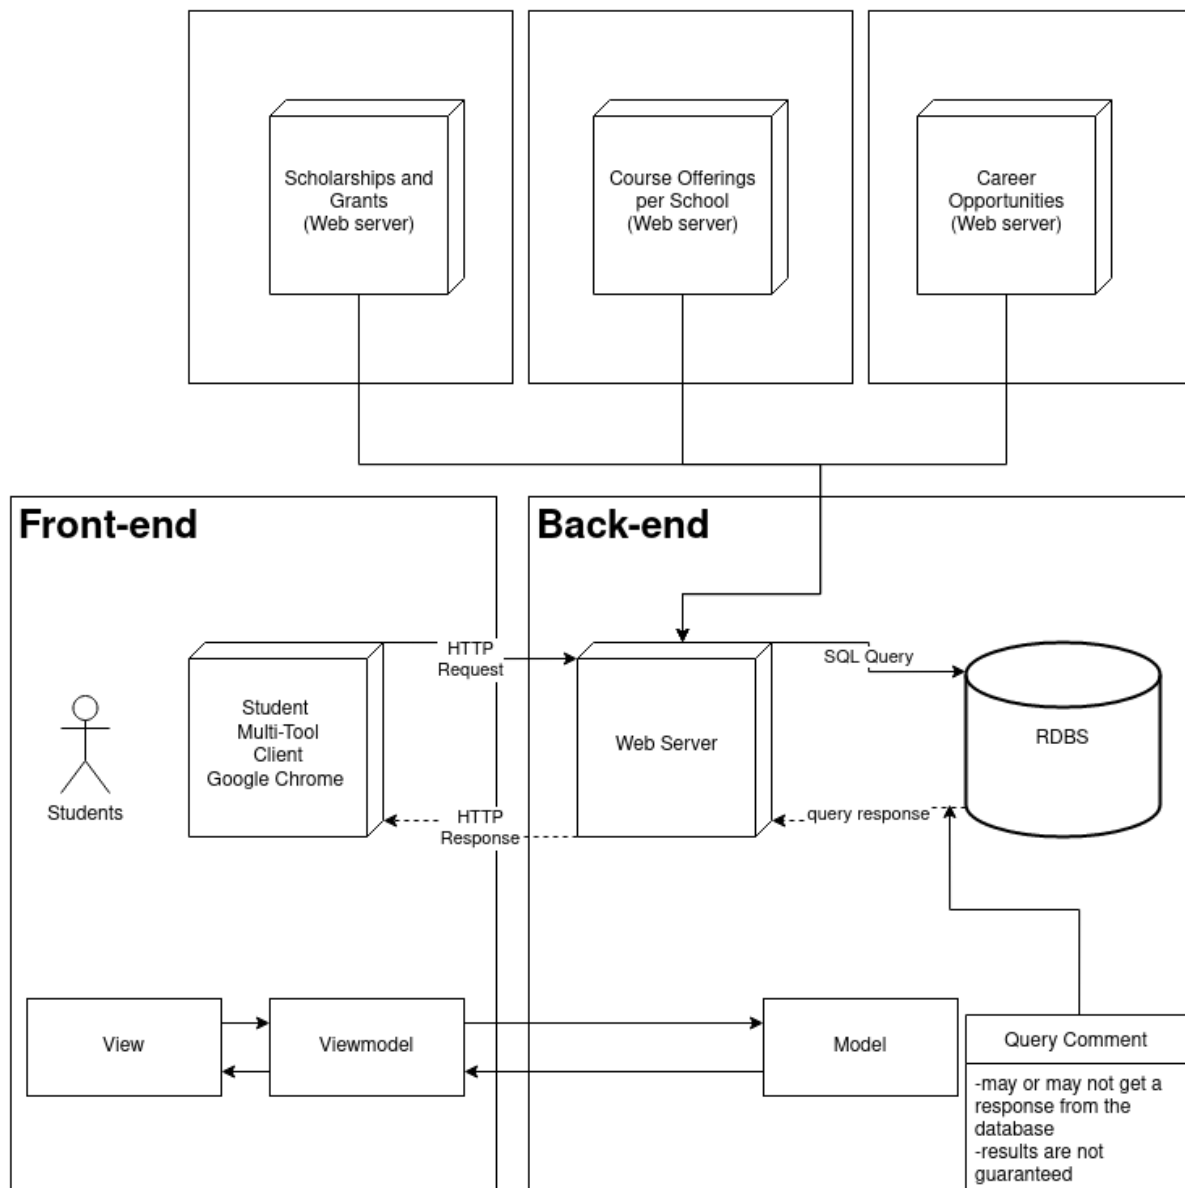 Scholarships and
Grants
(Web server)
Course Offerings
per School
(Web server)
Career
Opportunities
(Web server)
Front-end
Back-end
HTTP
Request
SQL Query
Student
Multi-Tool
Client
Google Chrome
Web Server
RDBS
Students
HTTP
Response
query response
View
Viewmodel
Model
Query Comment
-may or may not get a
response from the
database
-results are not
guaranteed